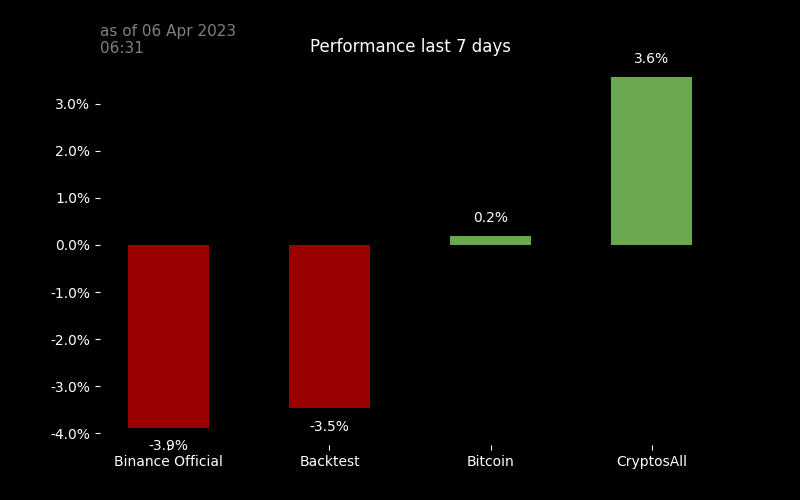 as of 06 Apr 2023
06:31
Performance last 7 days
3.6%
3.0%
2.0%
1.0%
0.2%
0.0%
-1.0%
-2.0%
-3.0%
-4.0%
-3.5%
-3.9%
Binance Official
Backtest
Bitcoin
CryptosAll